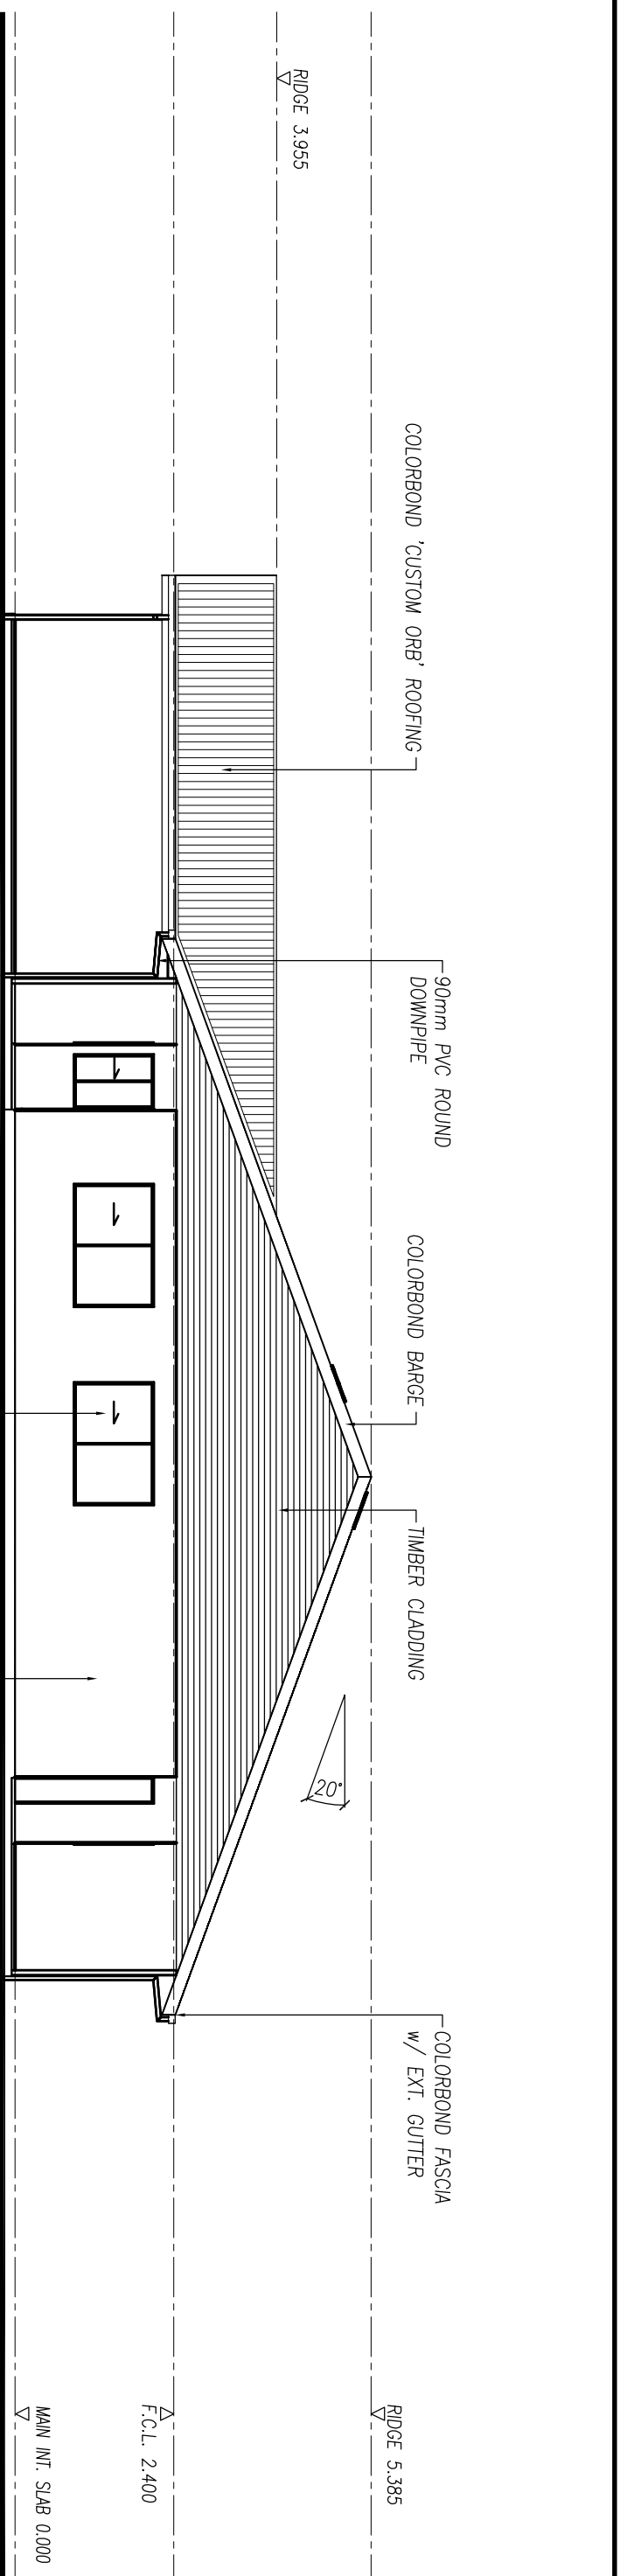 RIDGE 3.955
COLORBOND 'CUSTOM ORB' ROOFING
90mm PVC ROUND
DOWNPIPE
COLORBOND BARGE
TIMBER CLADDING
20°
COLORBOND FASCIA
w/ EXT. GUTTER
RIDGE 5.385
F.C.L. 2.400
MAIN INT. SLAB 0.000